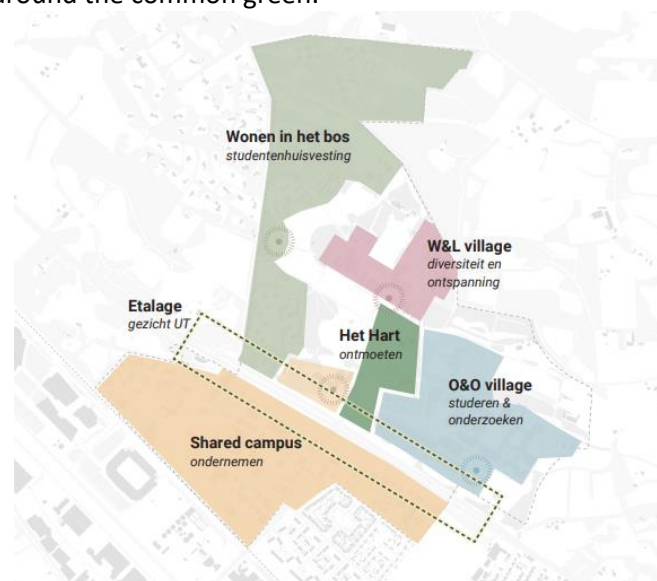 around the common green.
Wonen in het bos
studentenhuisvesting
W&L village
diversiteit en
ontspanning
Etalage
gezicht UT
Het Hart
ontmoeten
O&O village
studeren &
onderzoeken
Shared campus
ondernemen